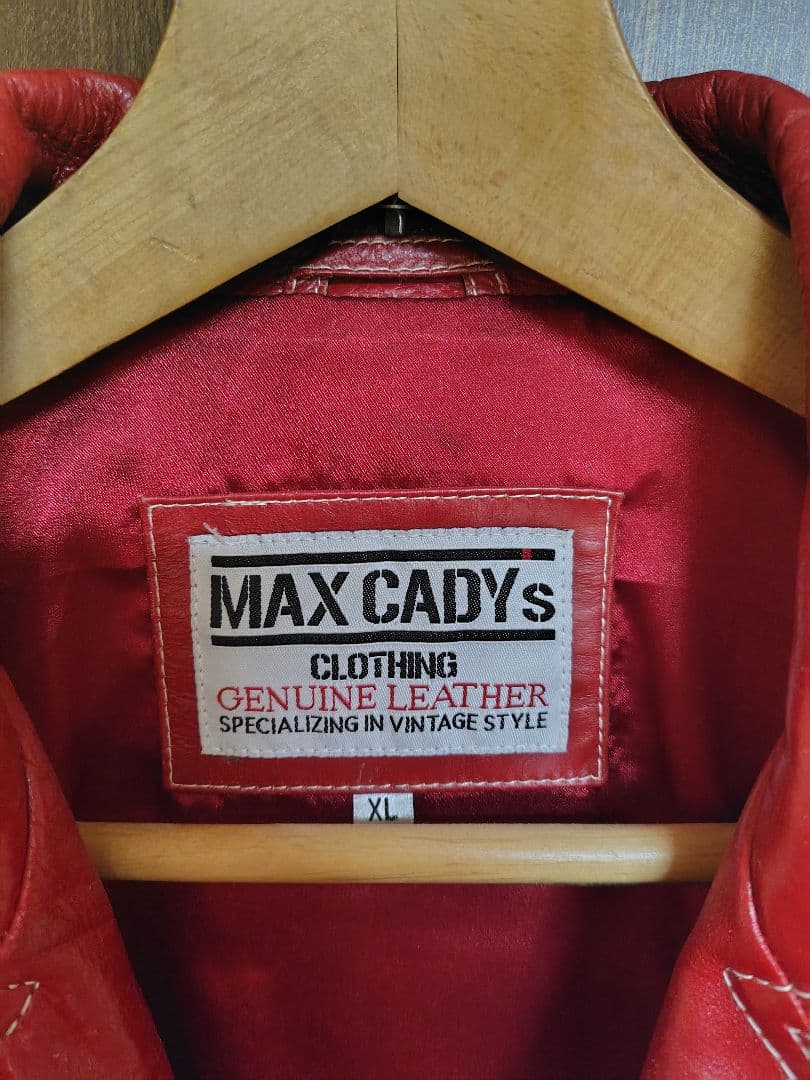 MAX CADYs
CLOTHING
GENUINE LEATHER
SPECIALIZING IN VINTAGE STYLE
XL